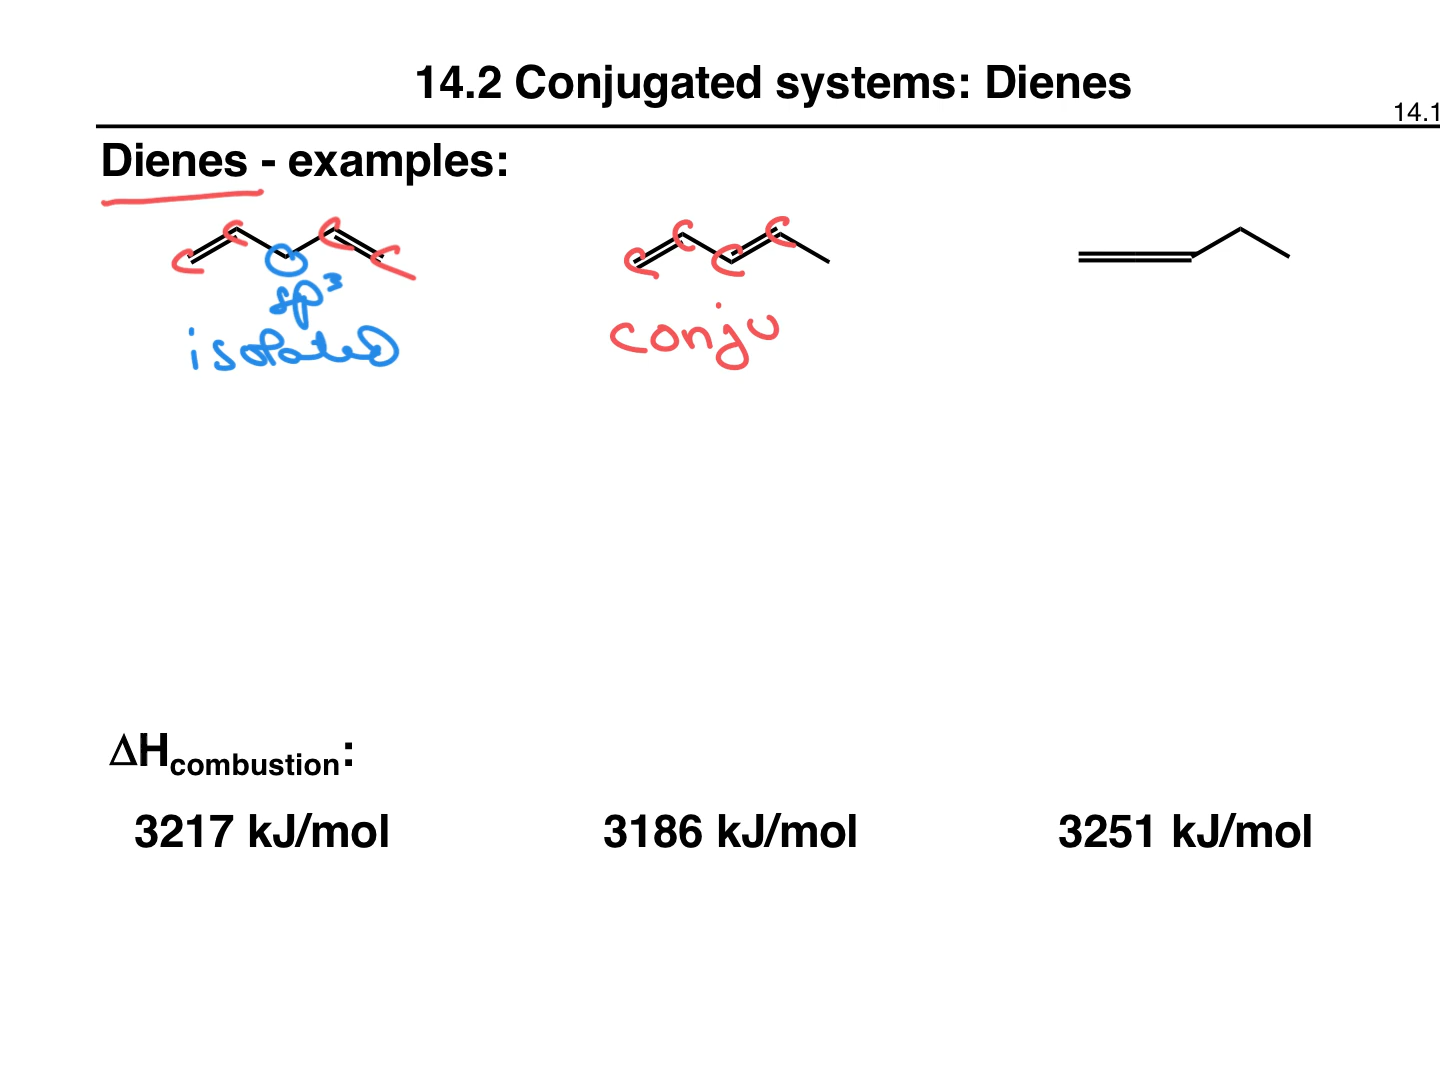 14.2 Conjugated systems: Dienes
14.1
Dienes - examples:
C C C C
C C C C
sp³
isolated
conju
ΔHcombustion:
3217 kJ/mol 3186 kJ/mol 3251 kJ/mol